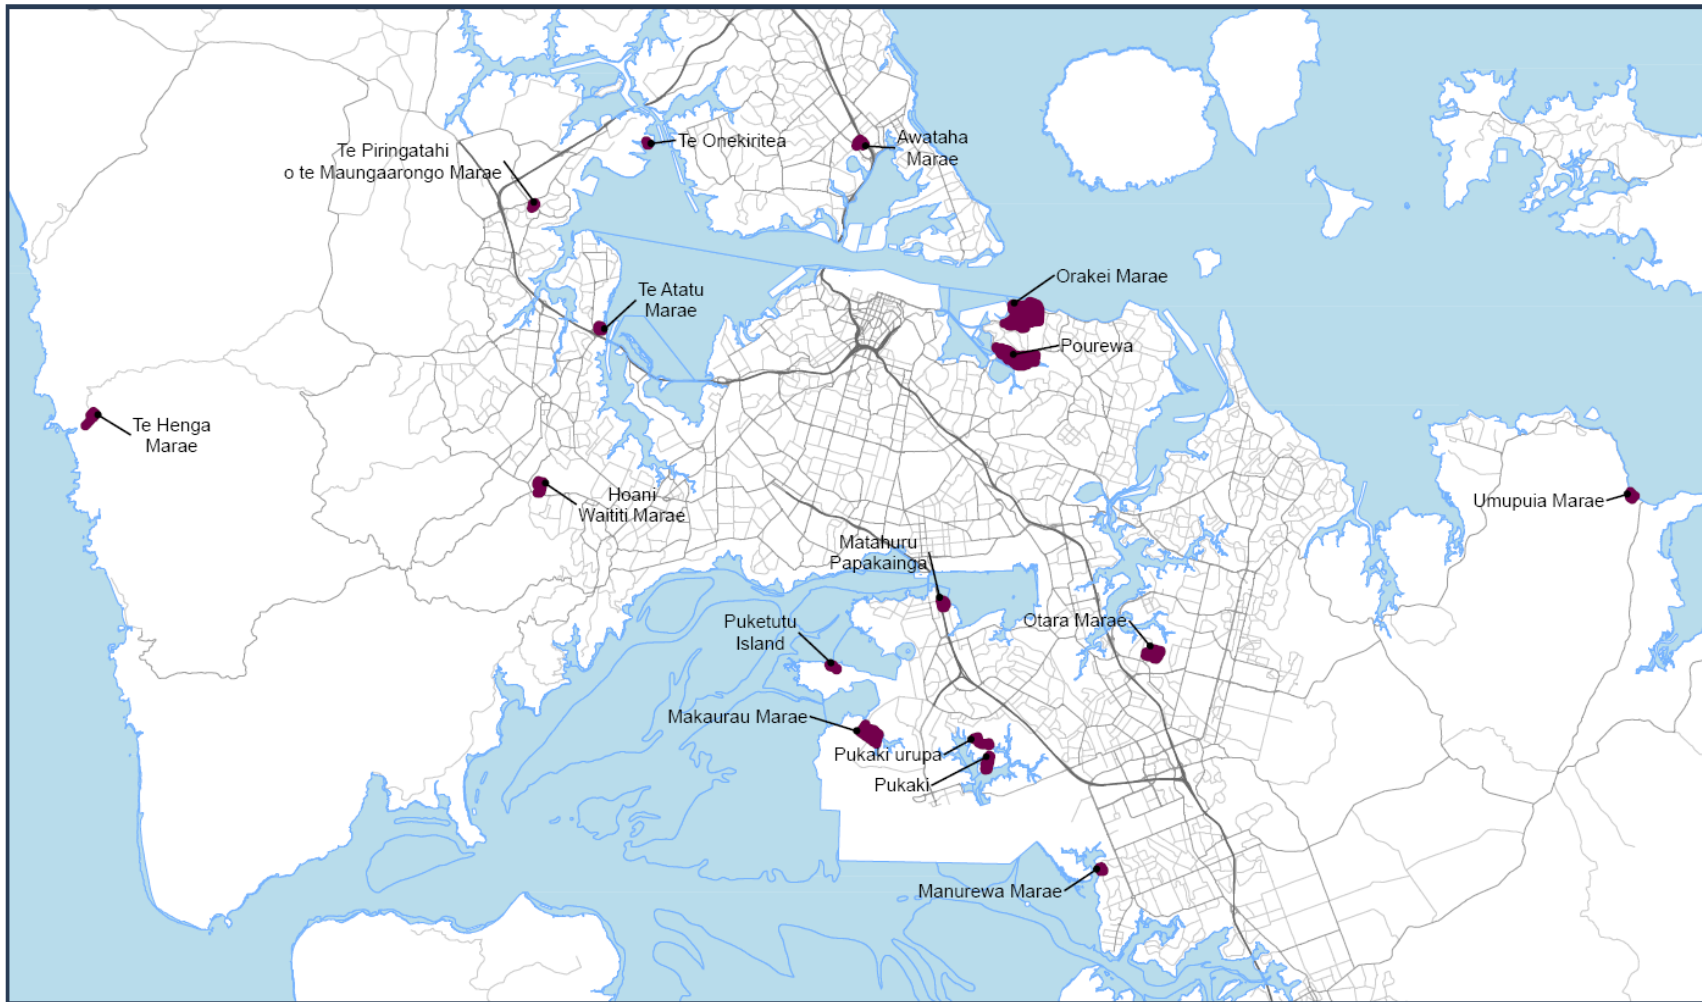 Te Onekiritea
Awataha
Marae
Te Piringatahi
o te Maungaarongo Marae
Orakei Marae
Te Atatu
Marae
Pourewa
Te Henga
Marae
Hoani
Waititi Marae
Umupuia Marae
Matahuru
Papakainga
Puketutu
Island
Otara Marae
Makaurau Marae
Pukaki urupa
Pukaki
Manurewa Marae